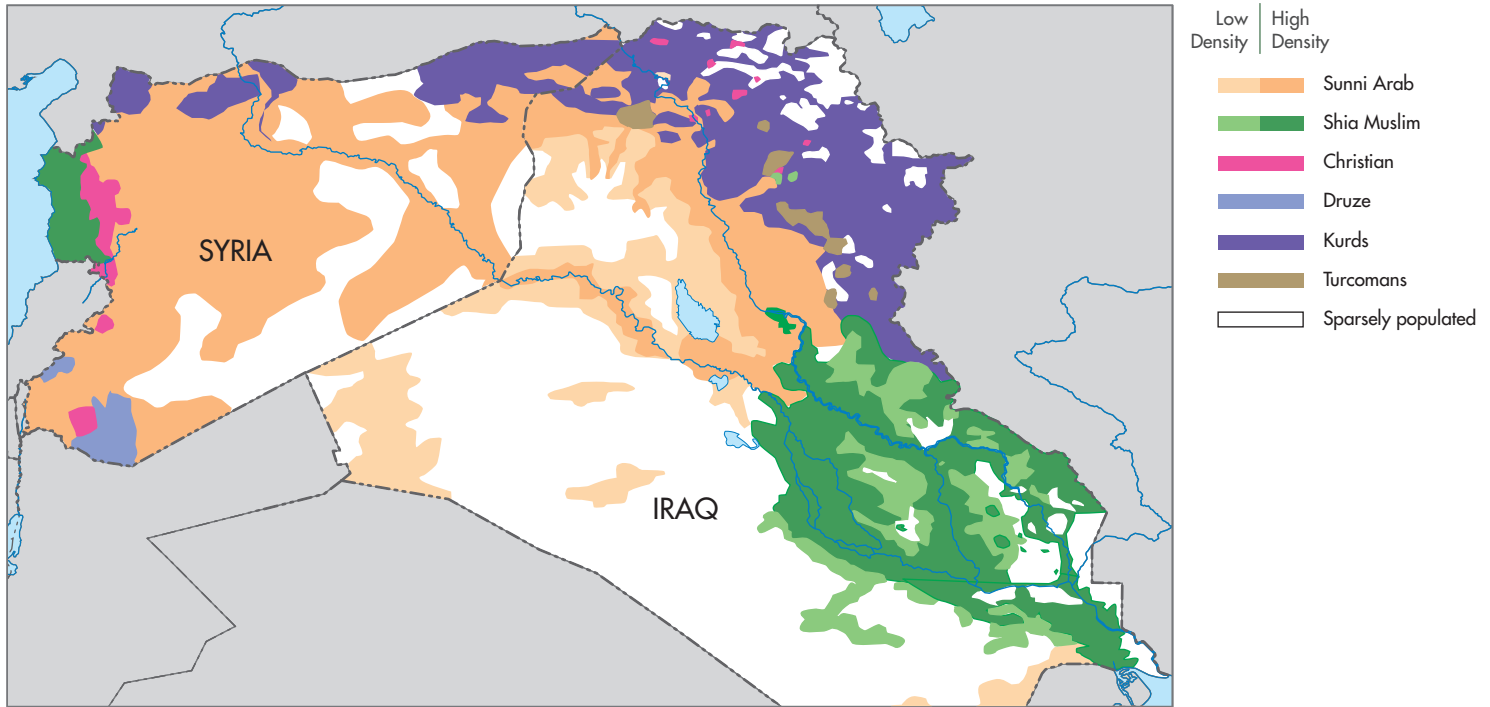 SYRIA
IRAQ
Low High
Density Density
Sunni Arab
Shia Muslim
Christian
Druze
Kurds
Turcomans
Sparsely populated